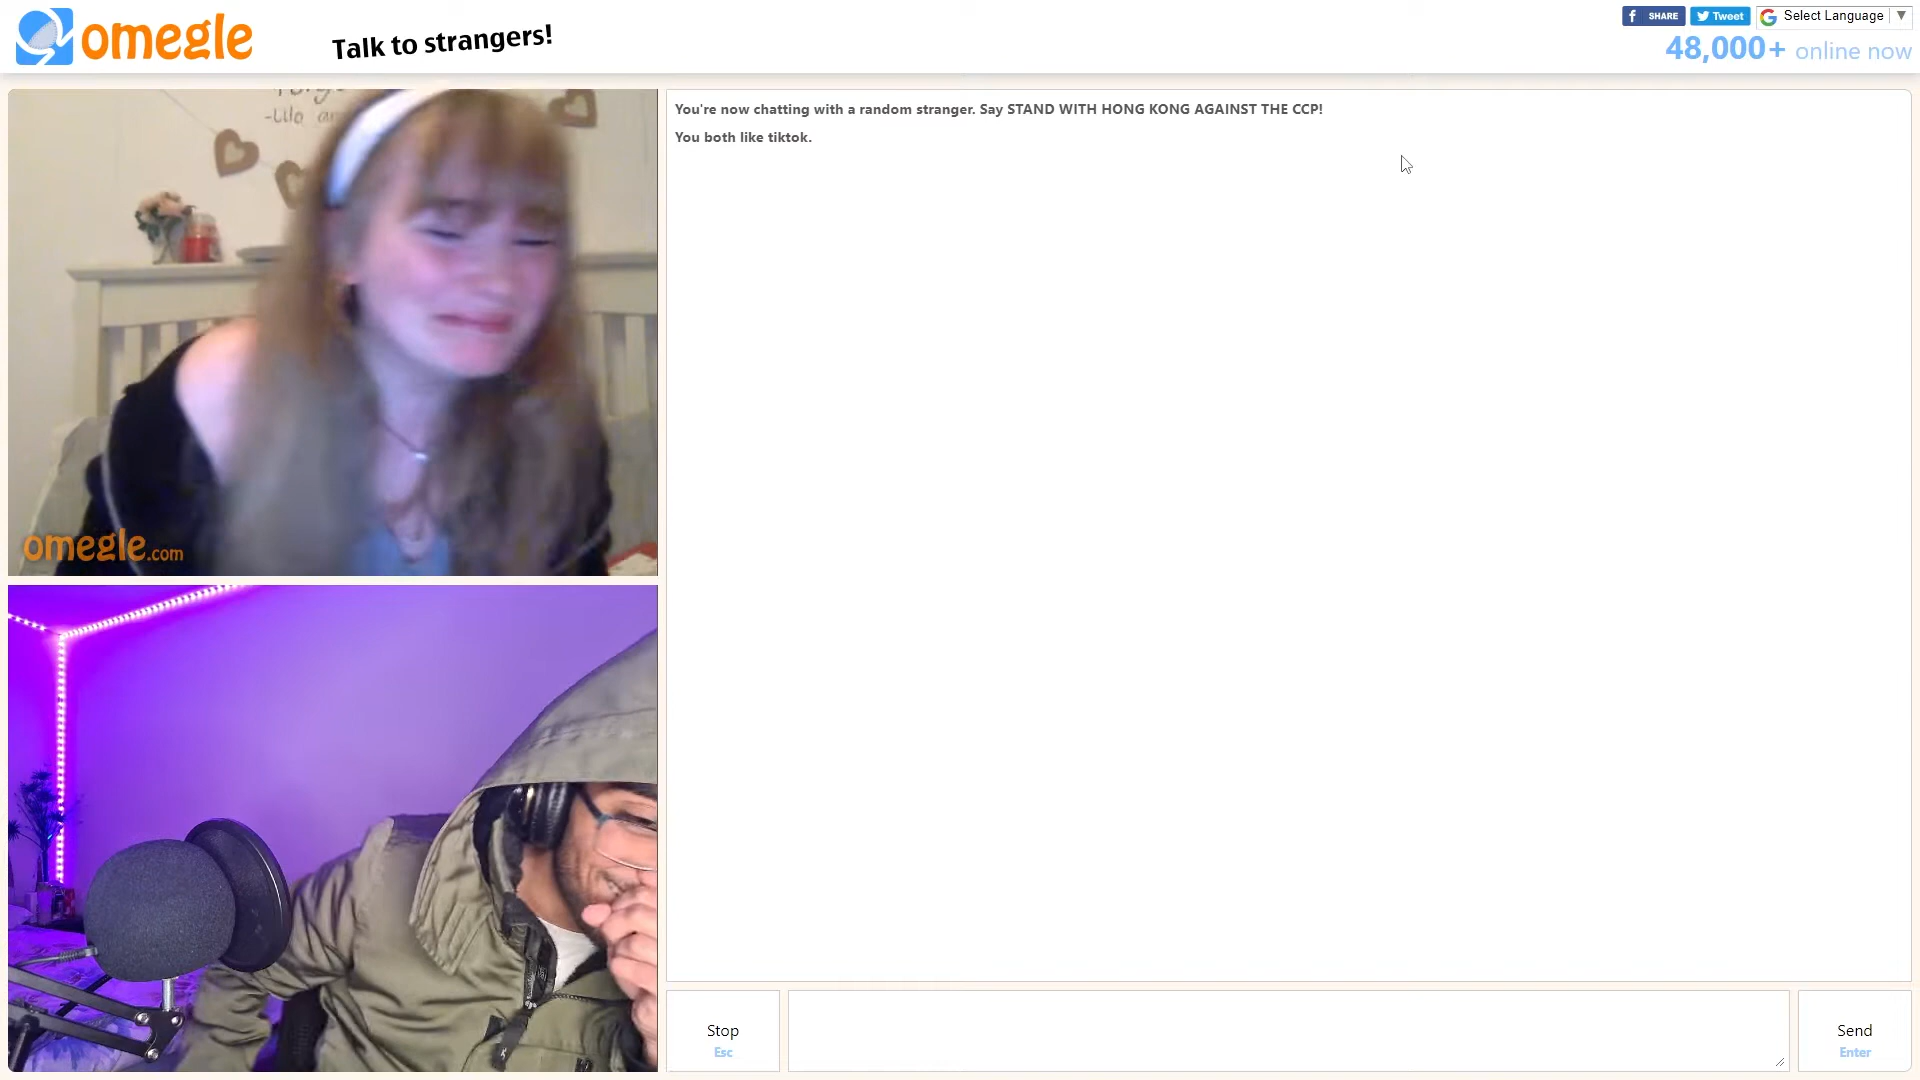 omegle
Talk to strangers!
SHARE
Tweet
Select Language
48,000+ online now
-Lilo
omegle.com
You're now chatting with a random stranger. Say STAND WITH HONG KONG AGAINST THE CCP!
You both like tiktok.
Stop
Esc
Send
Enter